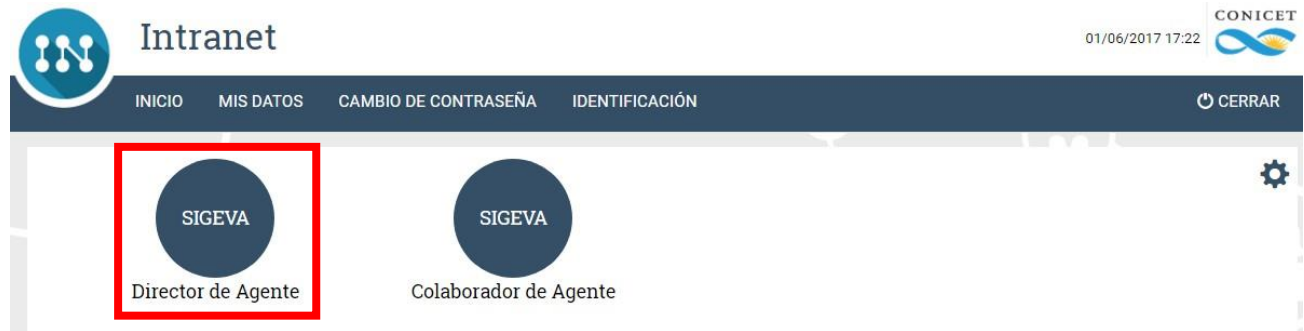 CONICET
Intranet
01/06/2017 17:22
INICIO MIS DATOS CAMBIO DE CONTRASEÑA IDENTIFICACIÓN CERRAR
SIGEVA SIGEVA
Director de Agente Colaborador de Agente